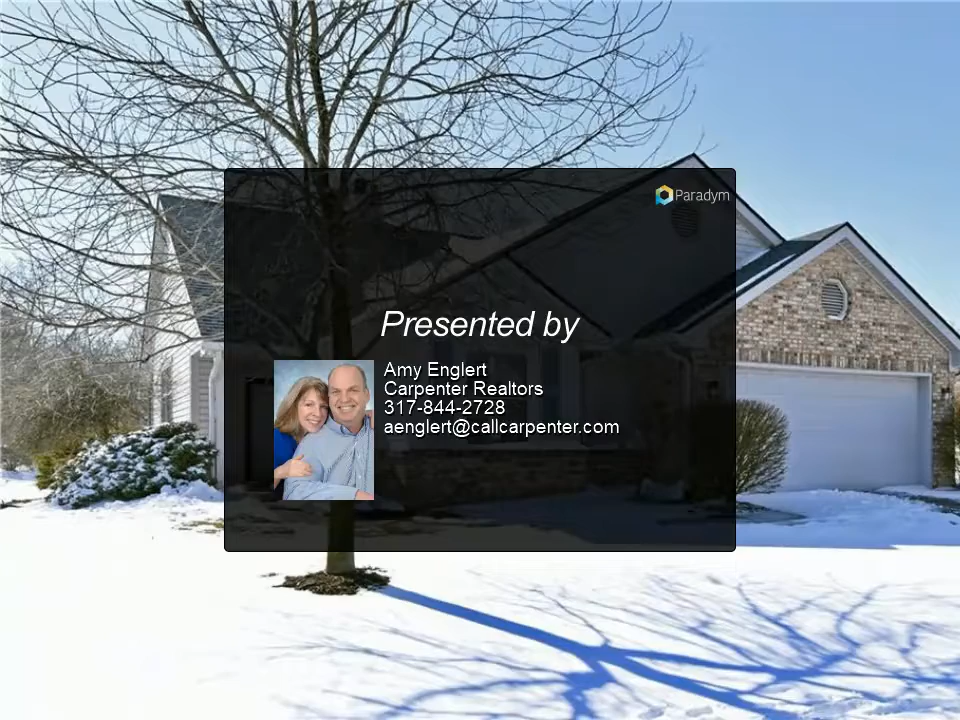 Paradym
Presented by
Amy Englert
Carpenter Realtors
317-844-2728
aenglert@callcarpenter.com